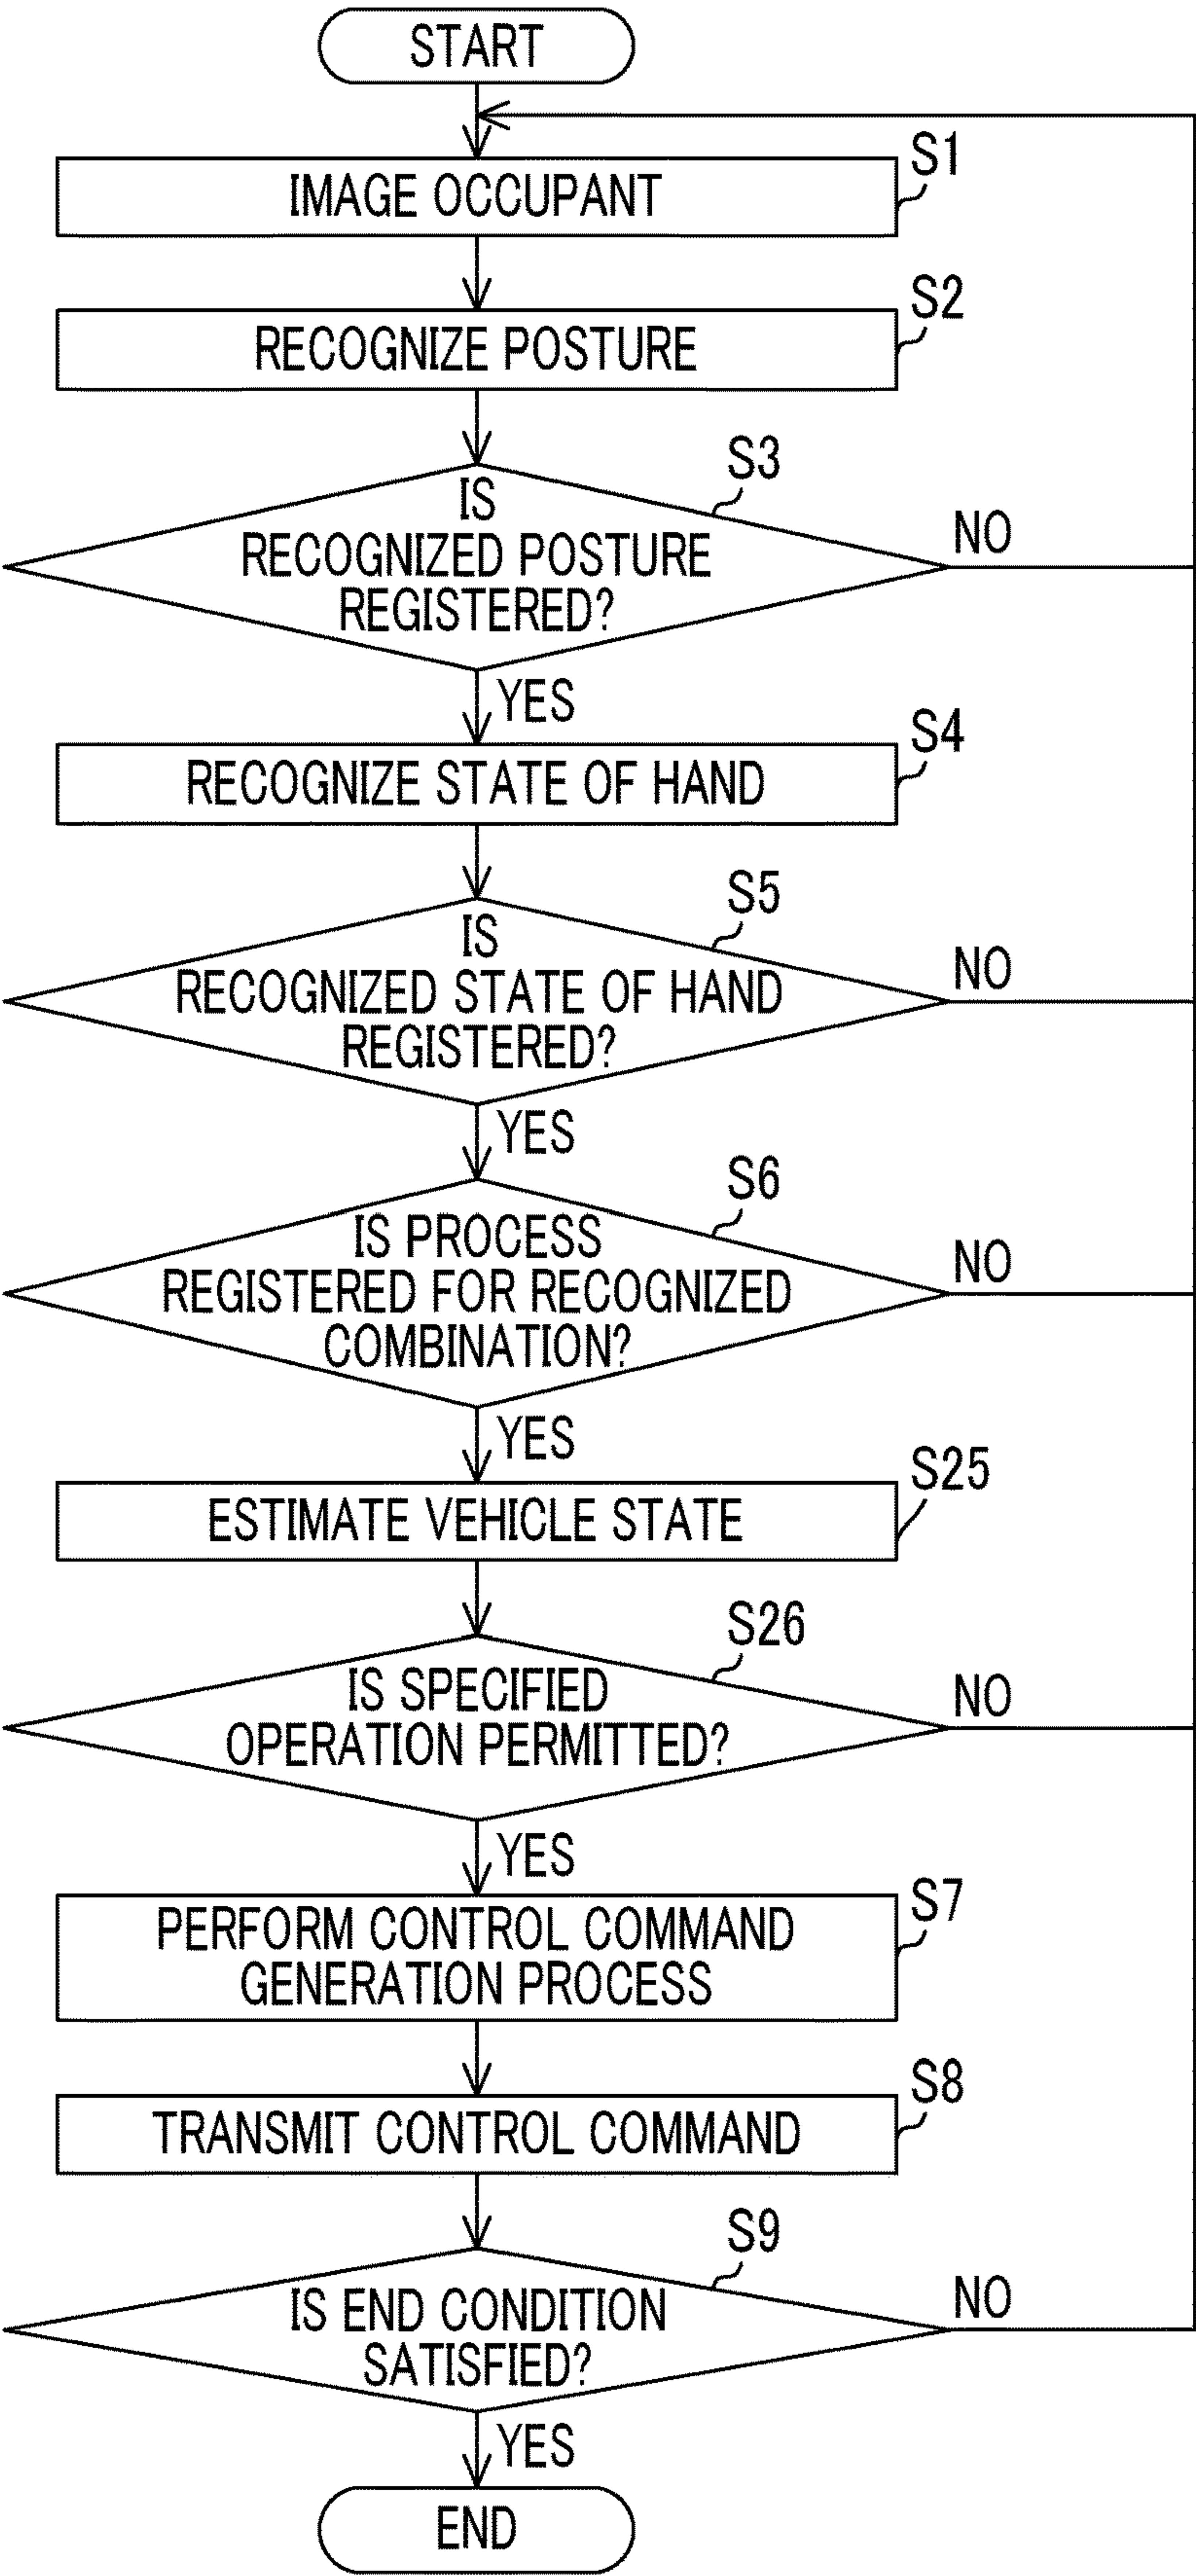 START
S1
IMAGE OCCUPANT
S2
RECOGNIZE POSTURE
S3
IS
RECOGNIZED POSTURE
REGISTERED?
NO
YES
S4
RECOGNIZE STATE OF HAND
S5
IS
RECOGNIZED STATE OF HAND
REGISTERED?
NO
YES
S6
IS PROCESS
REGISTERED FOR RECOGNIZED
COMBINATION?
NO
YES
S25
ESTIMATE VEHICLE STATE
S26
IS SPECIFIED
OPERATION PERMITTED?
NO
YES
S7
PERFORM CONTROL COMMAND
GENERATION PROCESS
S8
TRANSMIT CONTROL COMMAND
S9
IS END CONDITION
SATISFIED?
NO
YES
END